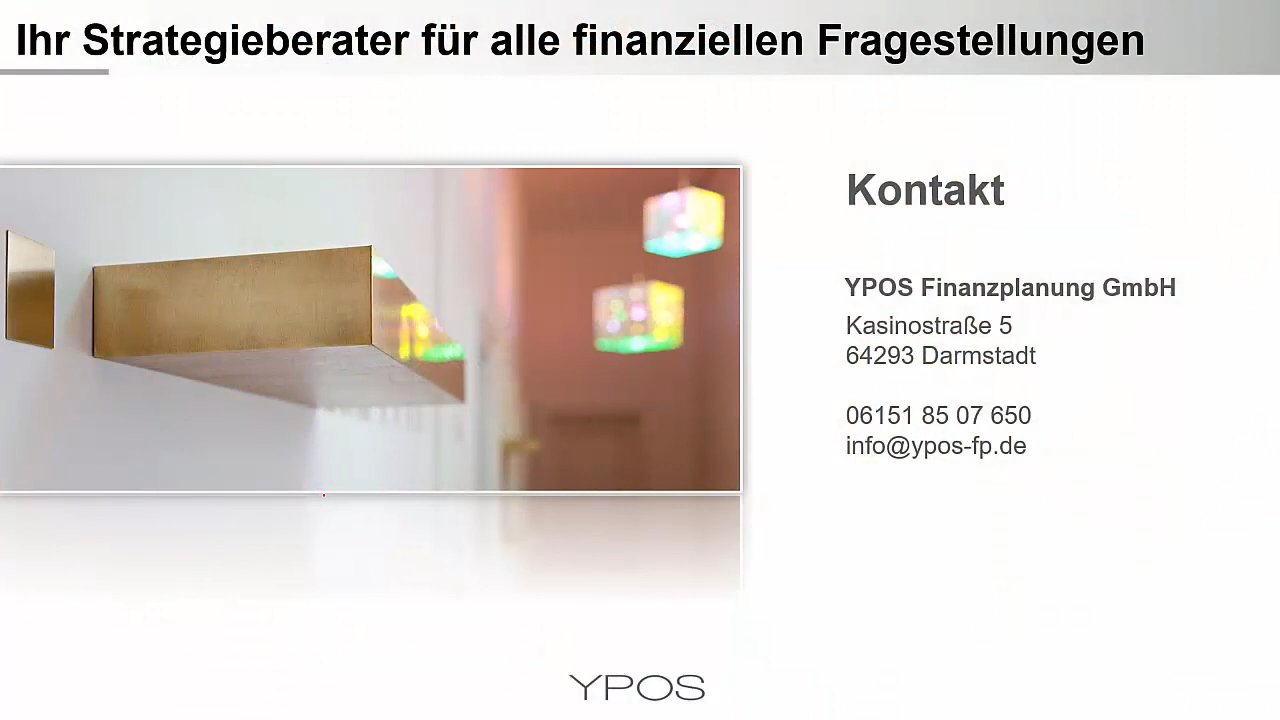 Ihr Strategieberater für alle finanziellen Fragestellungen
Kontakt
YPOS Finanzplanung GmbH
Kasinostraße 5
64293 Darmstadt
06151 85 07 650
info@ypos-fp.de
YPOS